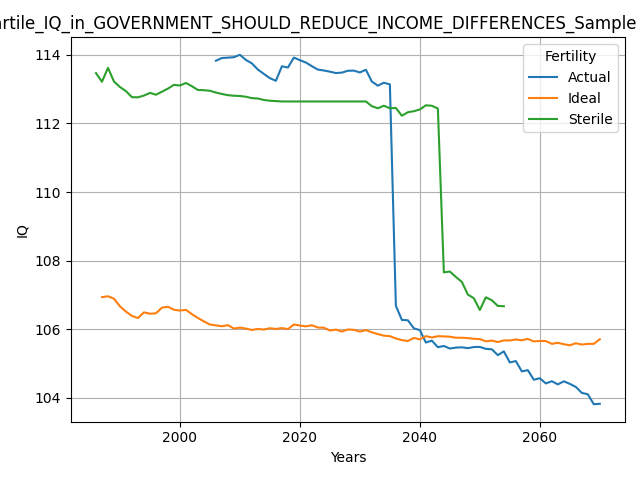 artile_IQ_in_GOVERNMENT_SHOULD_REDUCE_INCOME_DIFFERENCES_Sample
114
112
110
108
106
104
IQ
Fertility
Actual
Ideal
Sterile
2000
2020
2040
2060
Years